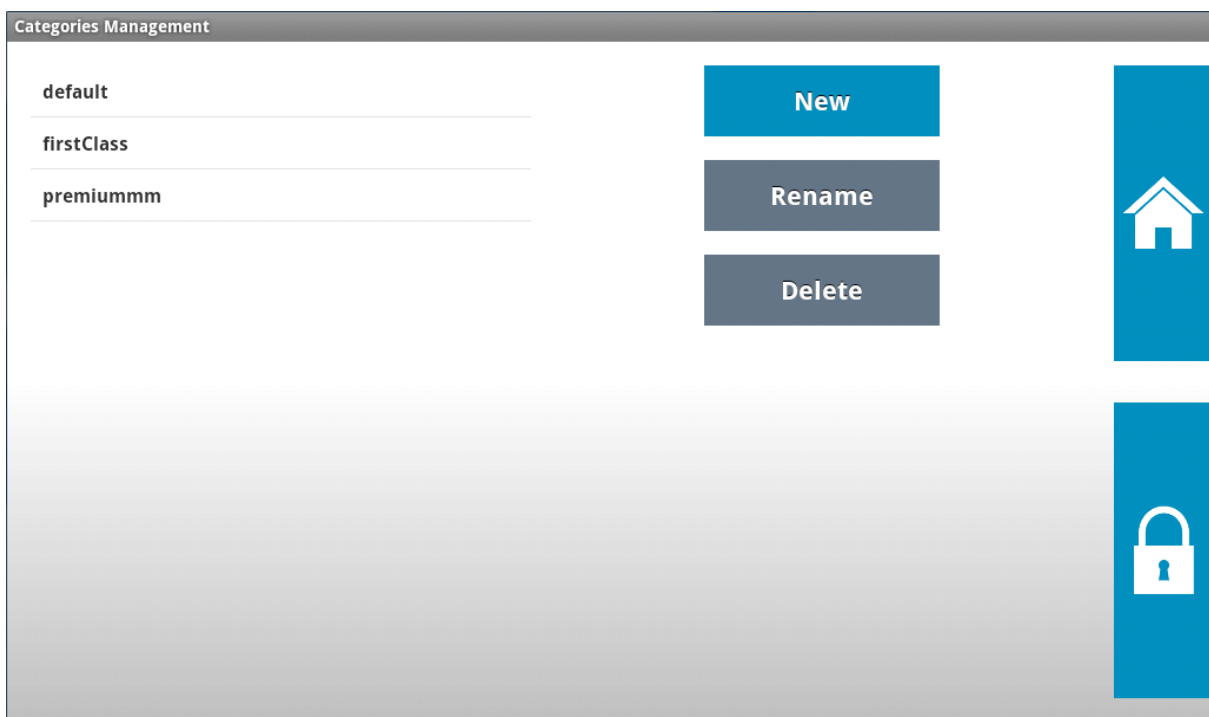 Categories Management
default
firstClass
premiummm
New
Rename
Delete